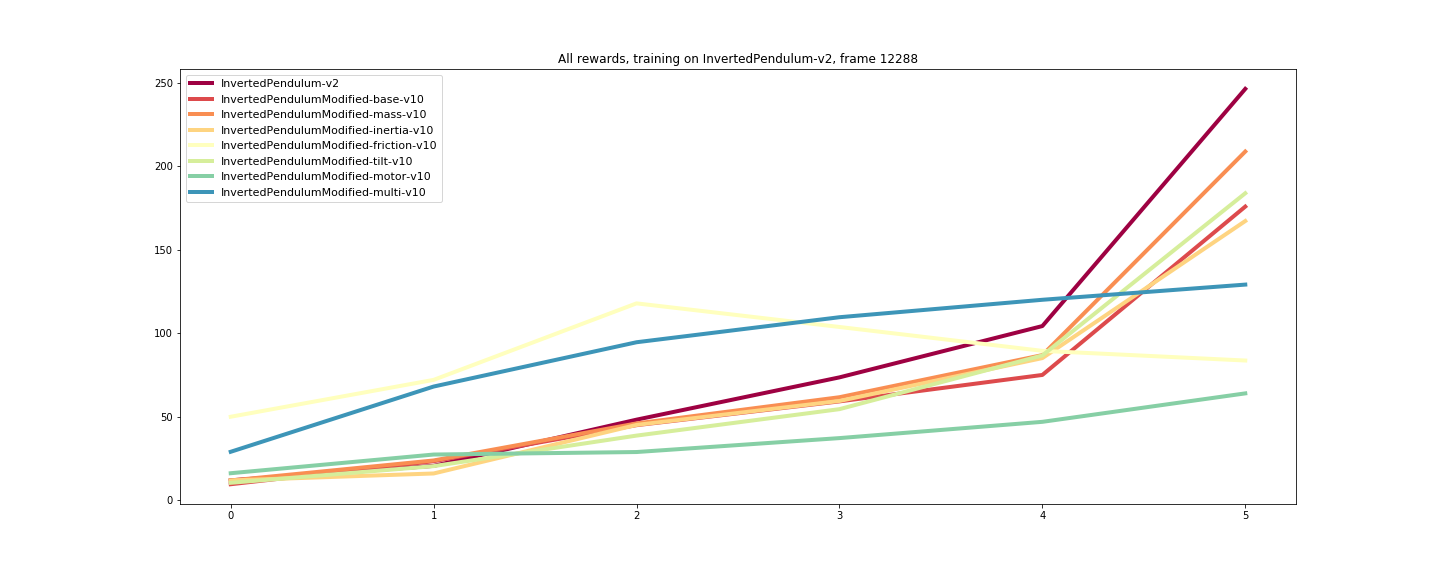 All rewards, training on InvertedPendulum-v2, frame 12288
250
200
150
100
50
0
InvertedPendulum-v2
InvertedPendulumModified-base-v10
InvertedPendulumModified-mass-v10
InvertedPendulumModified-inertia-v10
InvertedPendulumModified-friction-v10
InvertedPendulumModified-tilt-v10
InvertedPendulumModified-motor-v10
InvertedPendulumModified-multi-v10
0 1 2 3 4 5